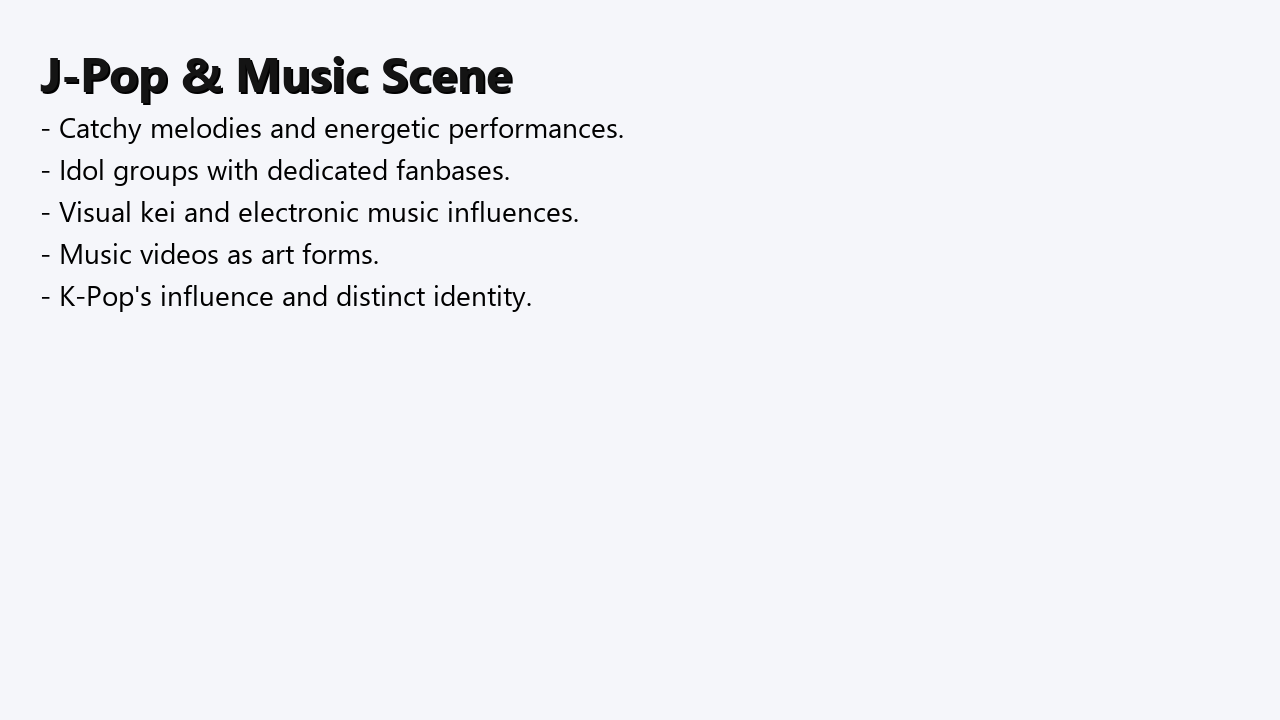 J-Pop & Music Scene
- Catchy melodies and energetic performances.
- Idol groups with dedicated fanbases.
- Visual kei and electronic music influences.
- Music videos as art forms.
- K-Pop's influence and distinct identity.